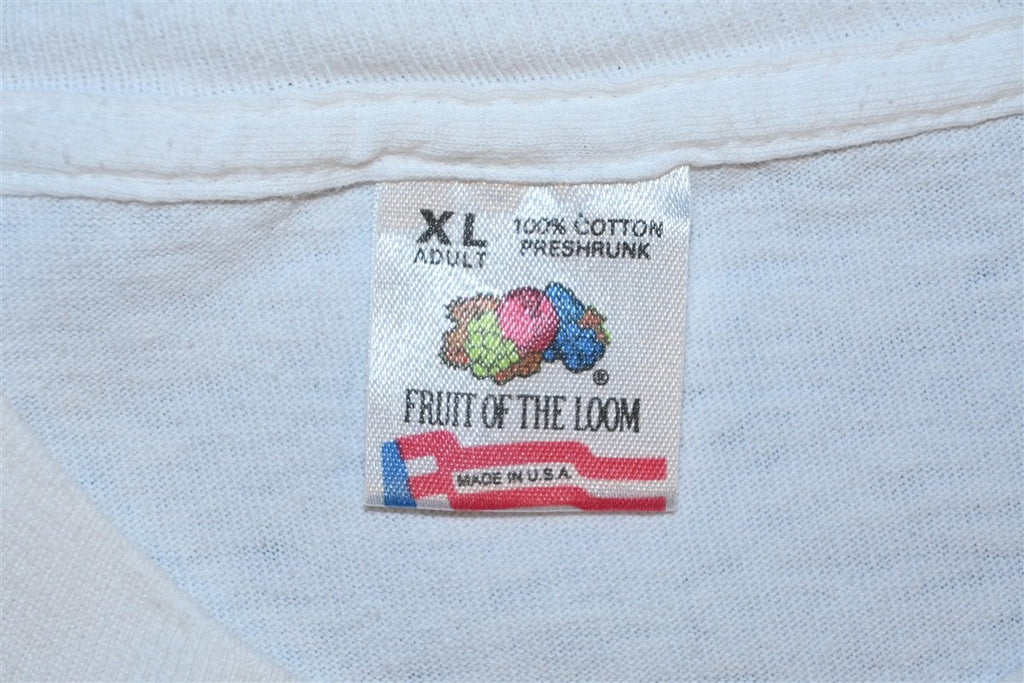 XL
ADULT
100% COTTON
PRESHRUNK
®
FRUIT OF THE LOOM
MADE IN U.S.A.